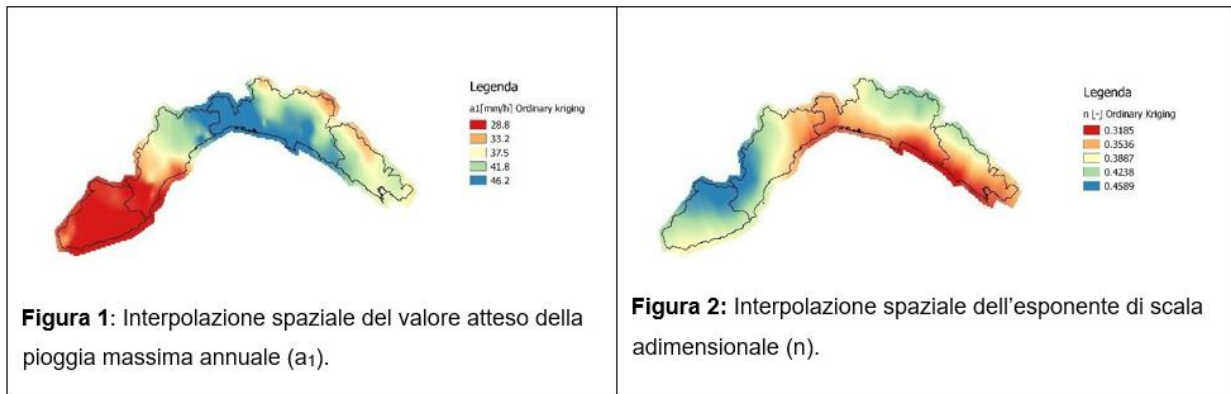 Legenda
a1[mm/h] Ordinary kriging
28.8
33.2
37.5
41.8
46.2
Figura 1: Interpolazione spaziale del valore atteso della
pioggia massima annuale (a₁).
Legenda
n [-] Ordinary Kriging
0.3185
0.3536
0.3887
0.4238
0.4589
Figura 2: Interpolazione spaziale dell’esponente di scala
adimensionale (n).